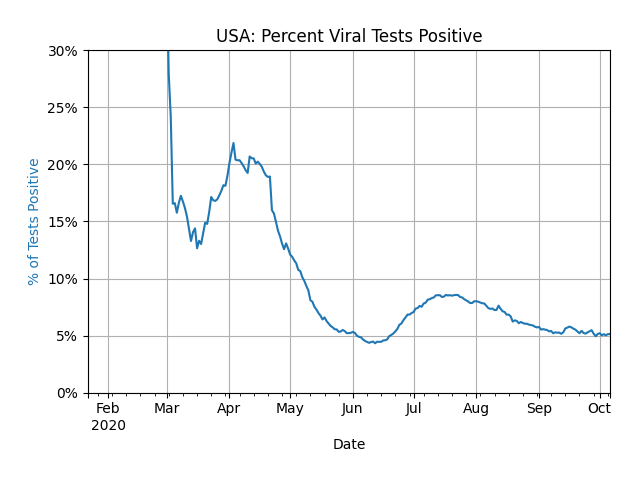 USA: Percent Viral Tests Positive
30%
25%
20%
15%
10%
5%
0%
% of Tests Positive
Feb Mar Apr May Jun Jul Aug Sep Oct
2020
Date